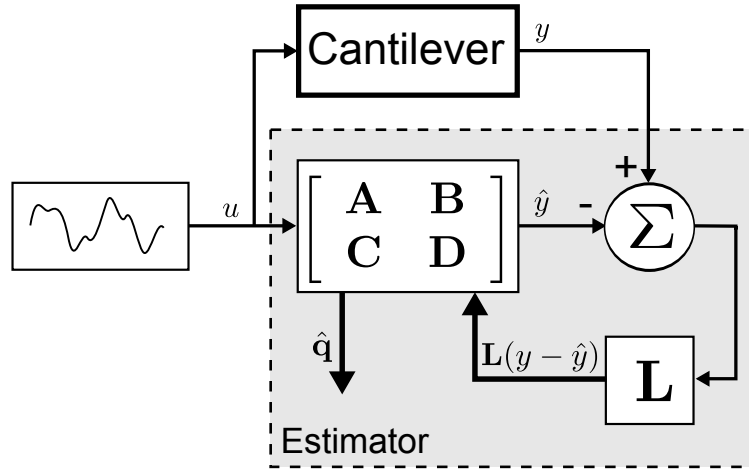 Cantilever
y
+
u
A B
C D
ŷ
-
Σ
q̂
L(y − ŷ)
L
Estimator